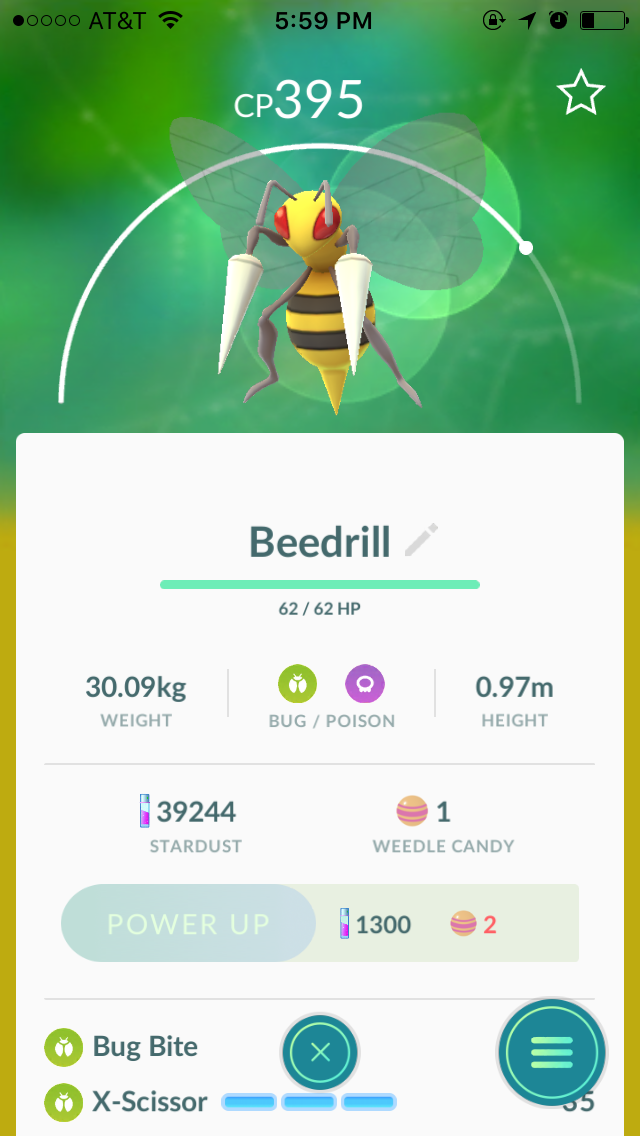 AT&T 5:59 PM
CP395
Beedrill
62 / 62 HP
30.09kg
WEIGHT
BUG / POISON
0.97m
HEIGHT
39244
STARDUST
1
WEEDLE CANDY
POWER UP 1300 2
Bug Bite
X-Scissor